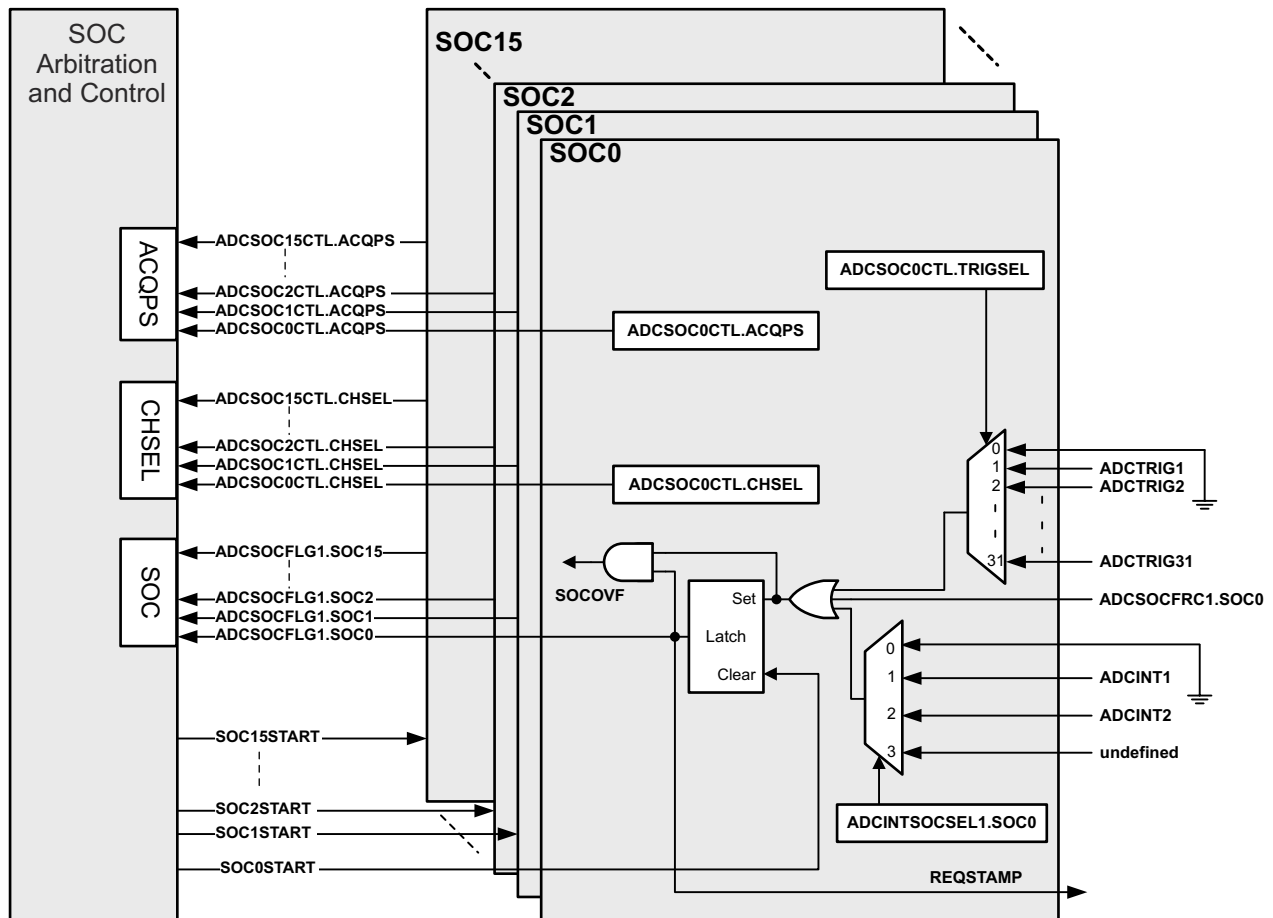 SOC
Arbitration
and Control
SOC15
SOC2
SOC1
SOC0
ACQPS
ADCSOC15CTL.ACQPS
ADCSOC2CTL.ACQPS
ADCSOC1CTL.ACQPS
ADCSOC0CTL.ACQPS
ADCSOC0CTL.ACQPS
ADCSOC0CTL.TRIGSEL
CHSEL
ADCSOC15CTL.CHSEL
ADCSOC2CTL.CHSEL
ADCSOC1CTL.CHSEL
ADCSOC0CTL.CHSEL
ADCSOC0CTL.CHSEL
0
1
2
31
ADCTRIG1
ADCTRIG2
ADCTRIG31
SOC
ADCSOCFLG1.SOC15
ADCSOCFLG1.SOC2
ADCSOCFLG1.SOC1
ADCSOCFLG1.SOC0
SOCOVF
Set
Latch
Clear
ADCSOCFRC1.SOC0
0
1
2
3
ADCINT1
ADCINT2
undefined
ADCINTSOCSEL1.SOC0
SOC15START
SOC2START
SOC1START
SOC0START
REQSTAMP